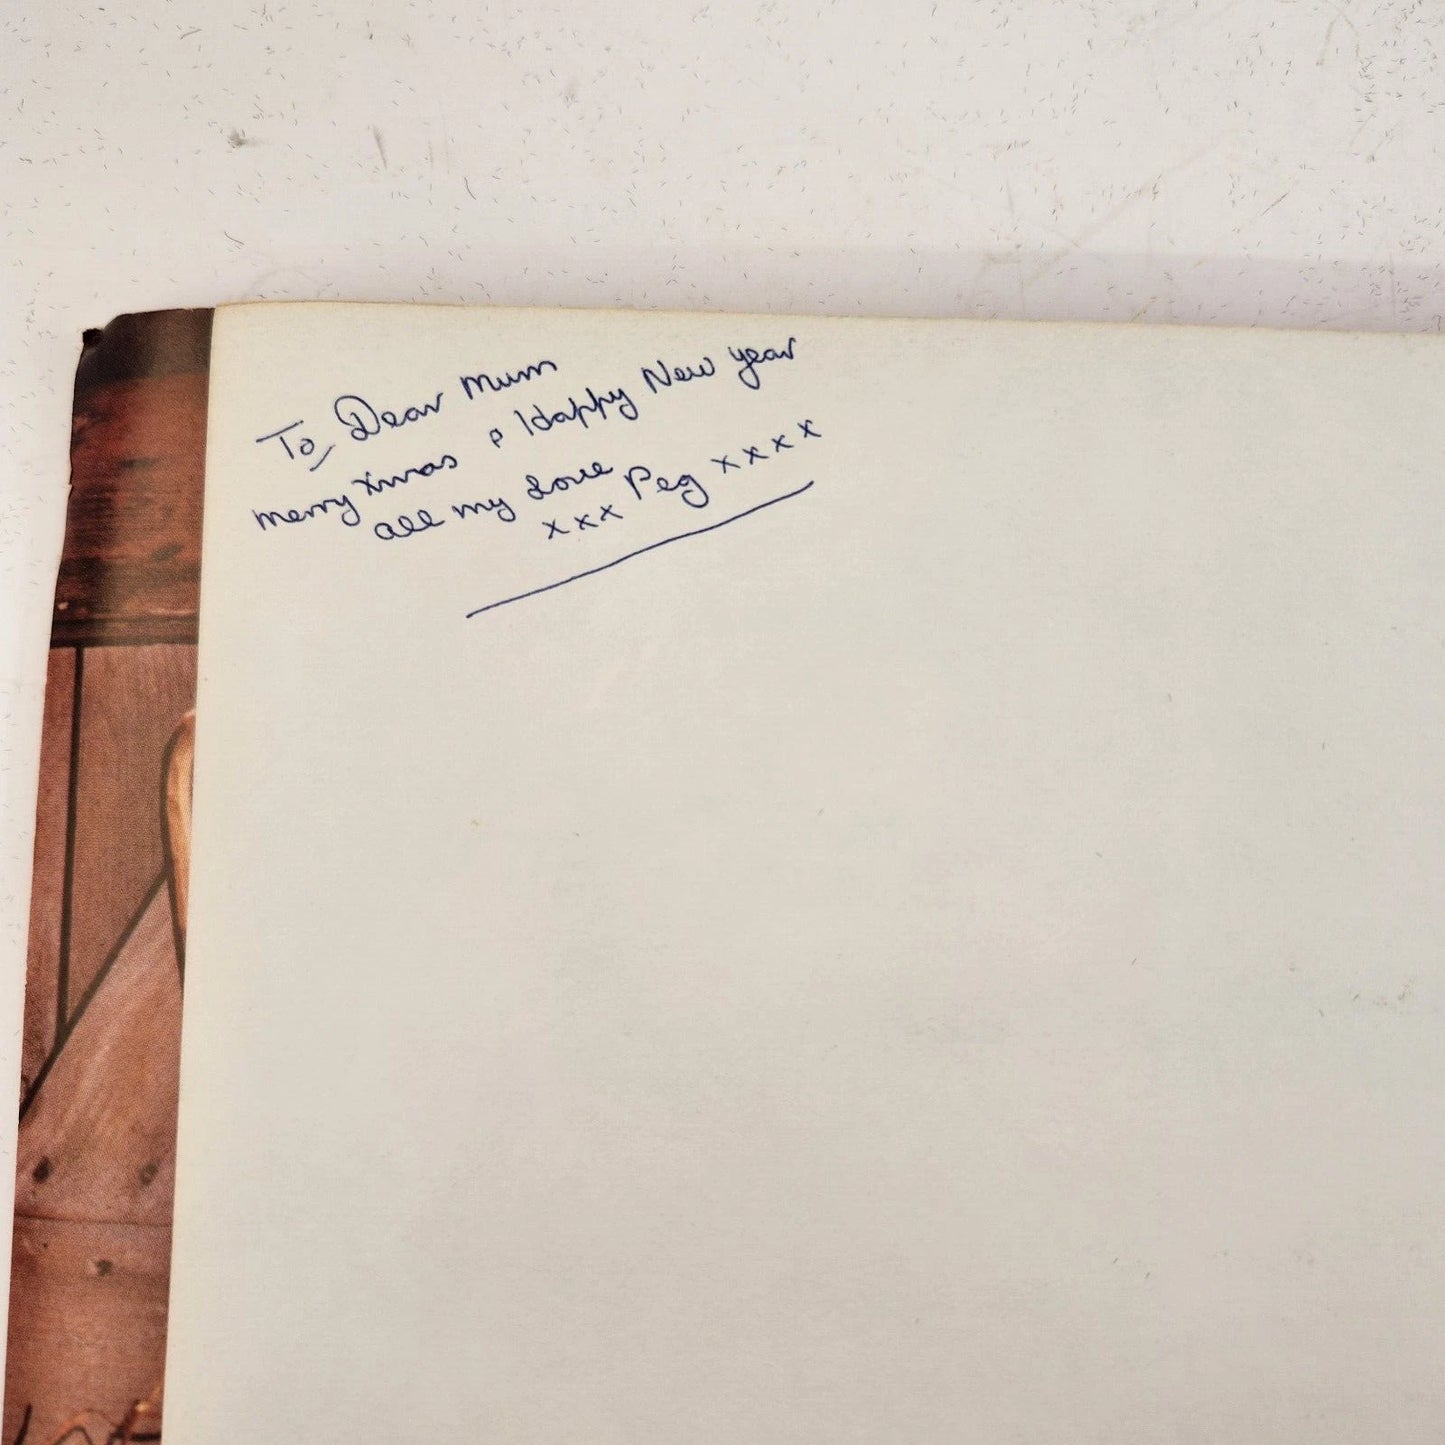 To, Dear Mum
Merry Xmas & Happy New year
all my Love Peg xxxx
xxx